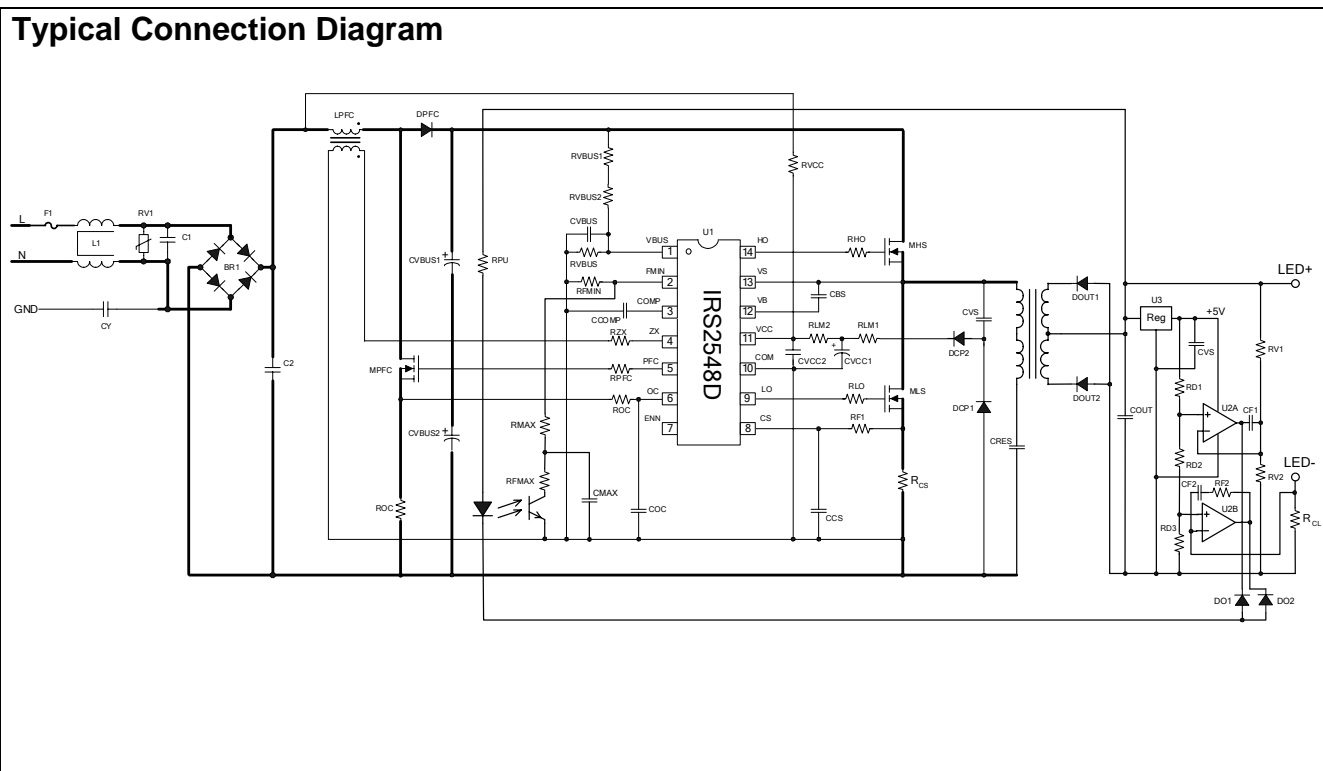 Typical Connection Diagram
LPFC
DPFC
RVBUS1
RVCC
RVBUS2
F1
RV1
L
L1
C1
N
BR1
CVBUS
U1
VBUS
1
14
HO
RHO
MHS
RVBUS
CVBUS1
+
RPU
FMIN
2
13
VS
RFMIN
CBS
COMP
3
12
VB
CCOMP
IRS2548D
GND
CY
ZX
4
11
VCC
RZX
RLM2
RLM1
DCP2
CVS
+
CVCC2
CVCC1
C2
MPFC
PFC
5
10
COM
RPFC
OC
6
9
LO
ROC
RLO
MLS
DCP1
ENN
7
8
CS
RF1
CVBUS2
+
RMAX
RFMAX
CMAX
ROC
COC
CCS
RCS
CRES
DOUT1
DOUT2
LED+
U3
Reg
+5V
CVS
RV1
RD1
COUT
U2A
CF1
+
RD2
LED-
RV2
CF2
RF2
U2B
+
RD3
RCL
DO1
DO2